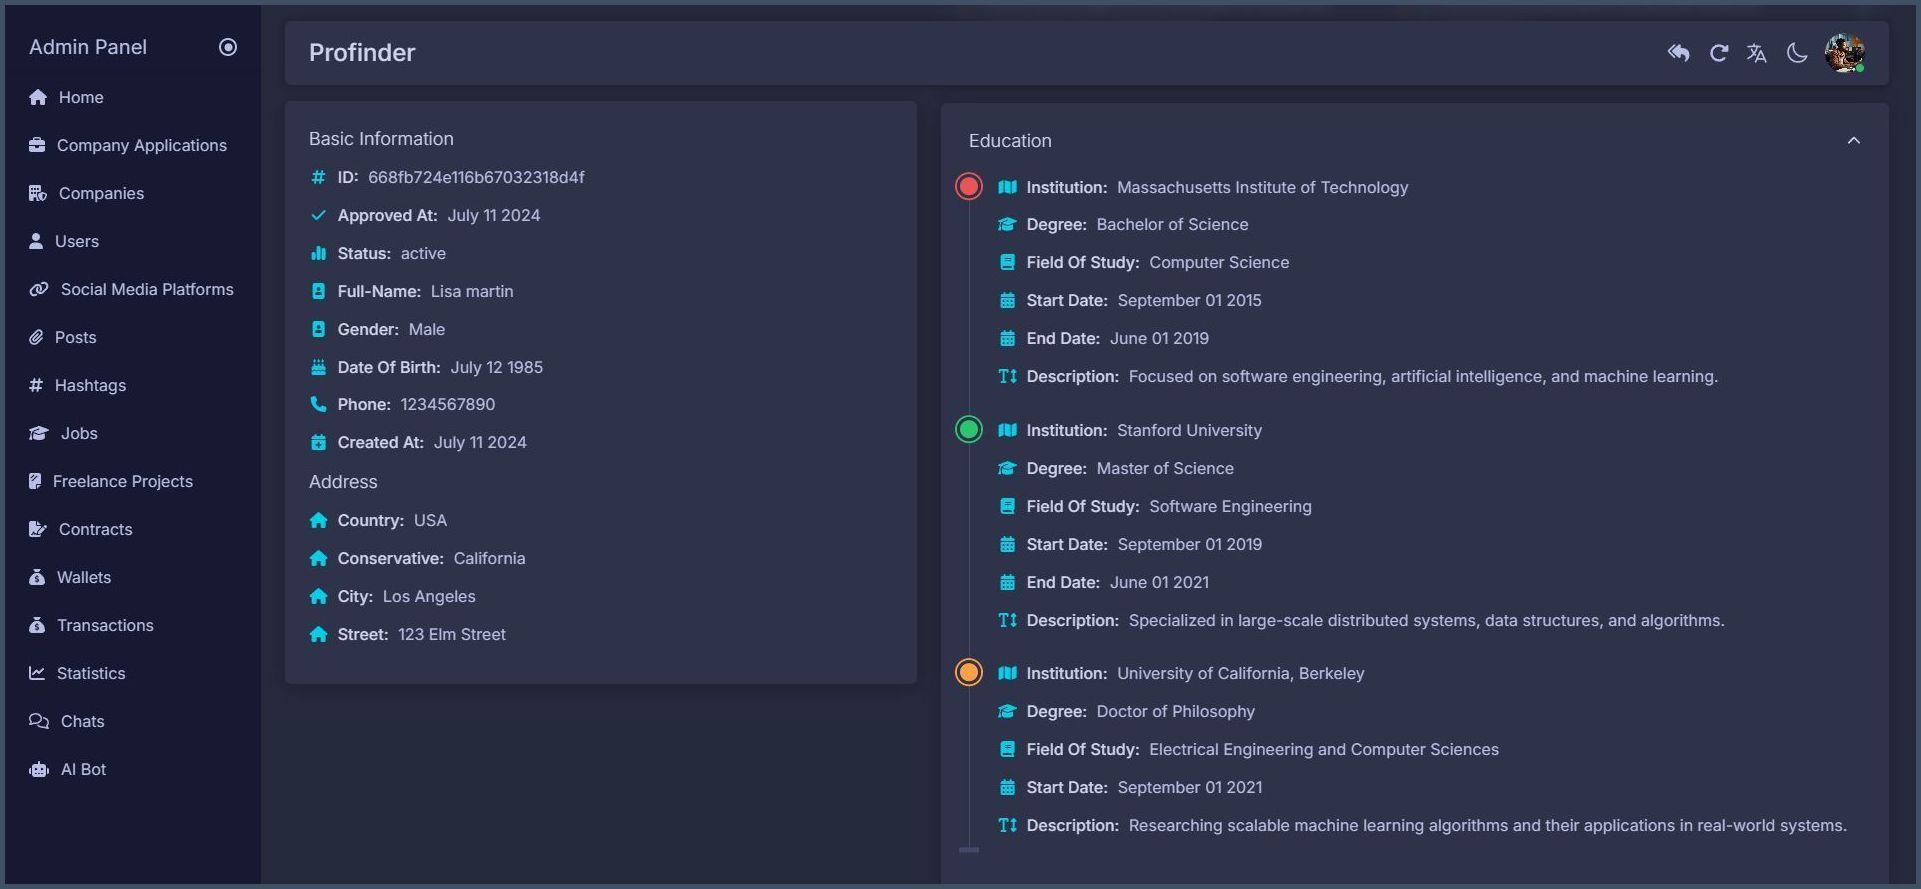 Admin Panel
Home
Company Applications
Companies
Users
Social Media Platforms
Posts
Hashtags
Jobs
Freelance Projects
Contracts
Wallets
Transactions
Statistics
Chats
AI Bot
Profinder
Basic Information
ID: 668fb724e116b67032318d4f
Approved At: July 11 2024
Status: active
Full-Name: Lisa martin
Gender: Male
Date Of Birth: July 12 1985
Phone: 1234567890
Created At: July 11 2024
Address
Country: USA
Conservative: California
City: Los Angeles
Street: 123 Elm Street
Education
Institution: Massachusetts Institute of Technology
Degree: Bachelor of Science
Field Of Study: Computer Science
Start Date: September 01 2015
End Date: June 01 2019
Description: Focused on software engineering, artificial intelligence, and machine learning.
Institution: Stanford University
Degree: Master of Science
Field Of Study: Software Engineering
Start Date: September 01 2019
End Date: June 01 2021
Description: Specialized in large-scale distributed systems, data structures, and algorithms.
Institution: University of California, Berkeley
Degree: Doctor of Philosophy
Field Of Study: Electrical Engineering and Computer Sciences
Start Date: September 01 2021
Description: Researching scalable machine learning algorithms and their applications in real-world systems.